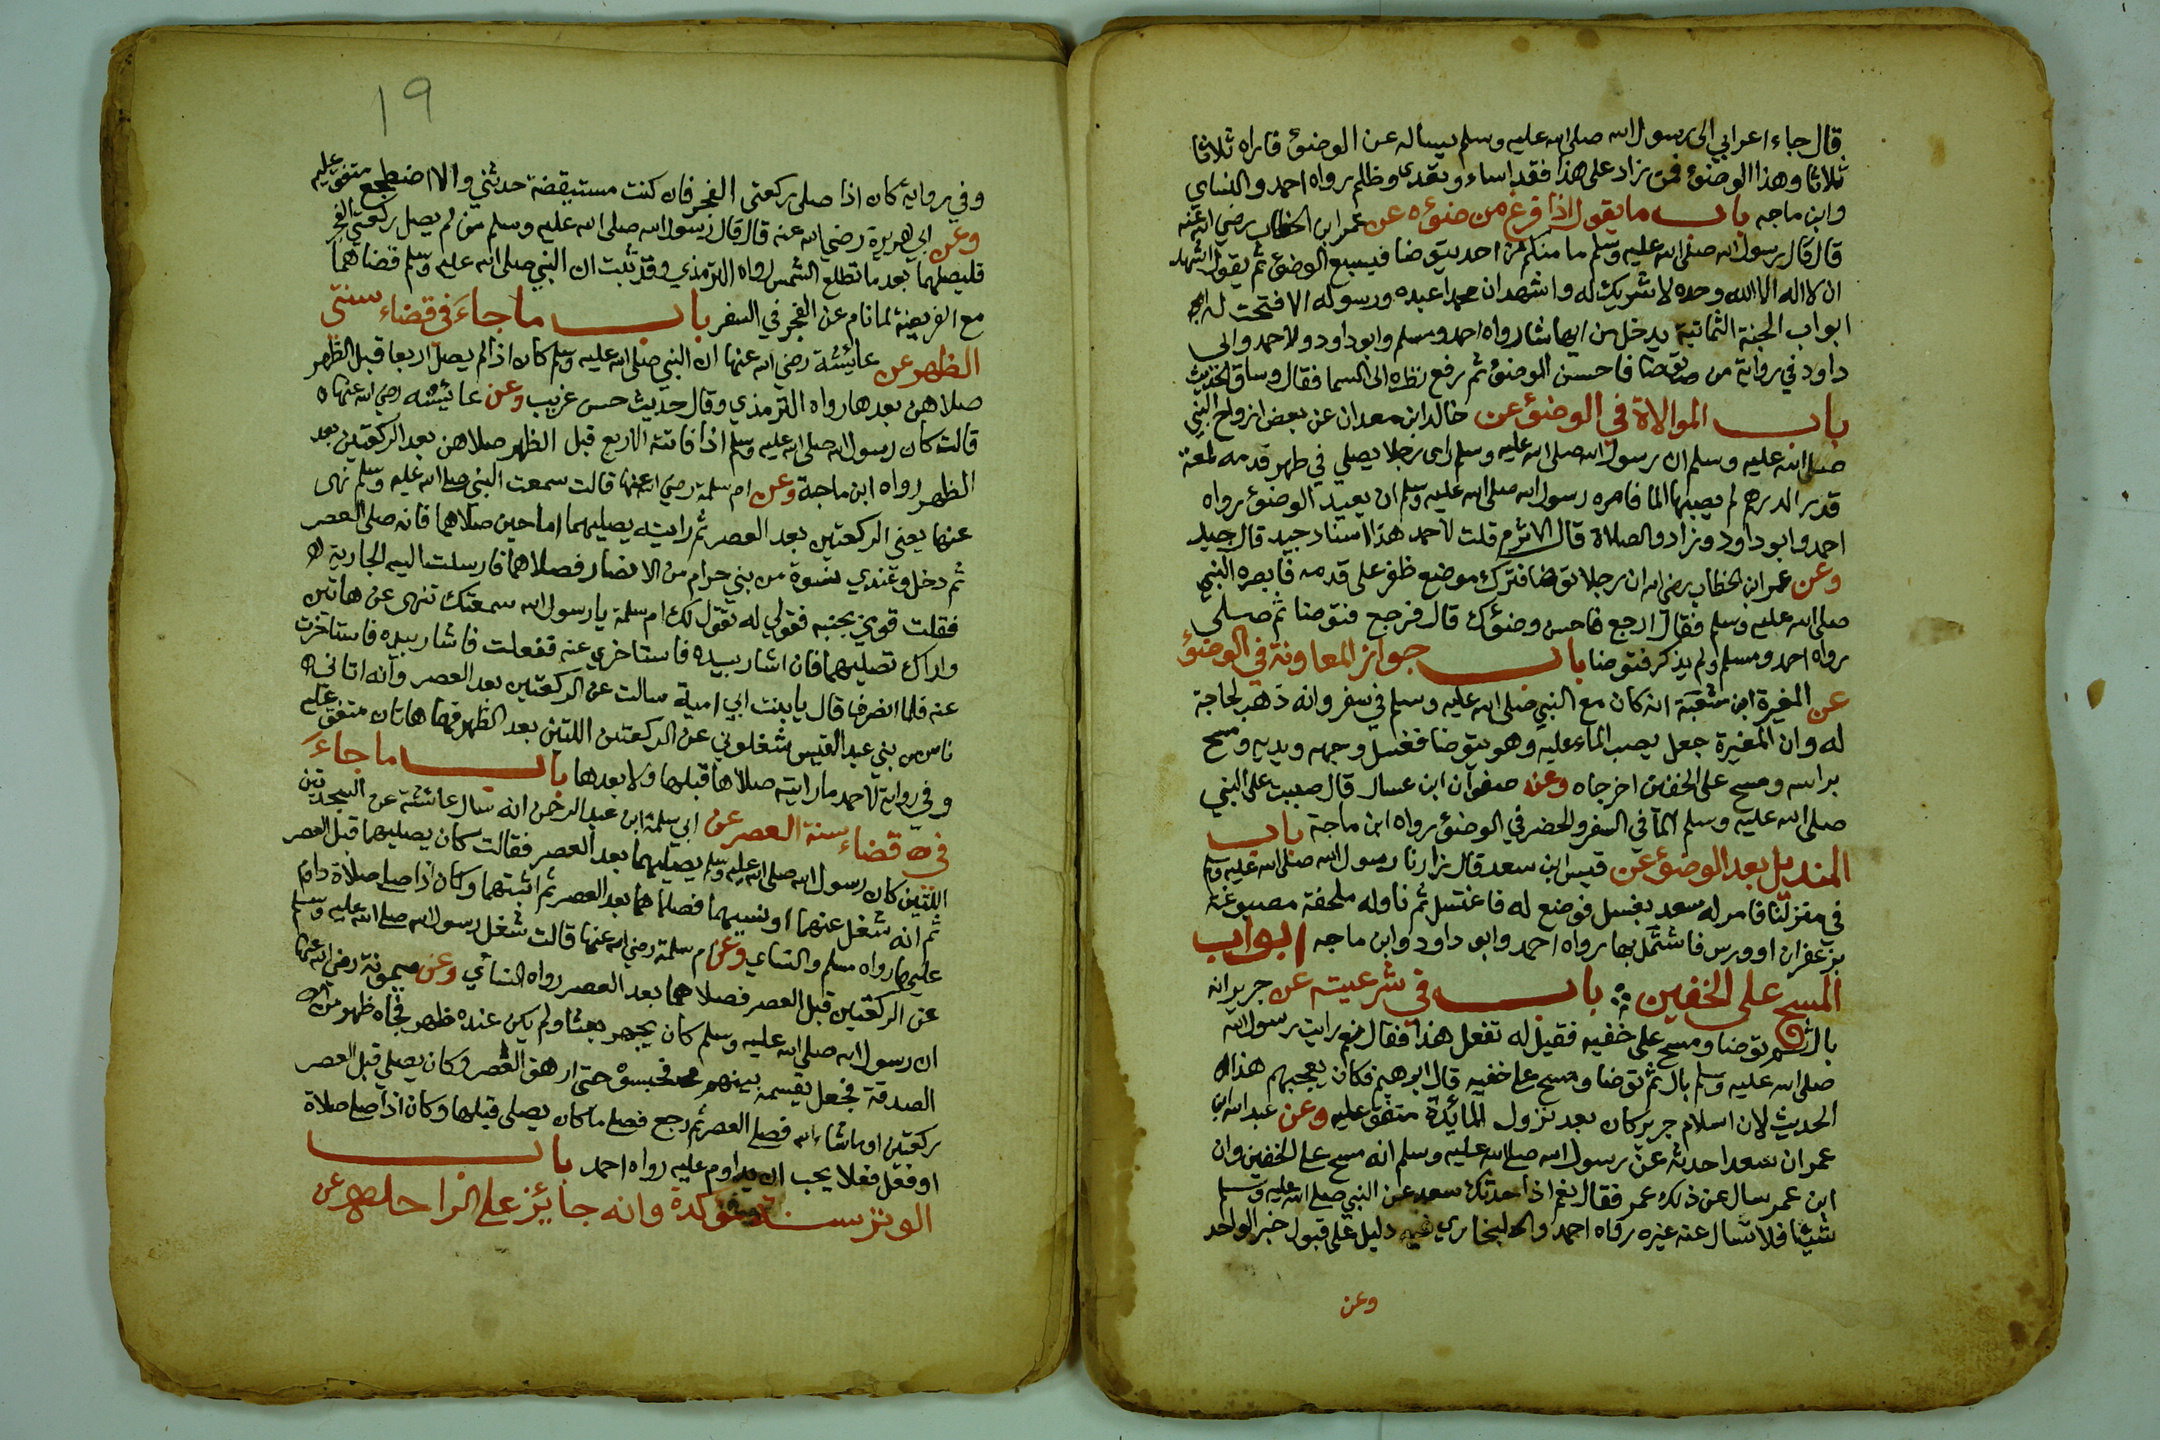 قال جاء اعرابي الى رسول الله صلى الله عليه وسلم يساله عن الوضوء فاراه ثلاثا
ثلاثا وهذا الوضوء فمن زاد على هذا فقد اساء وتعدى وظلم رواه احمد والنساي
وابن ماجه باب ما يقول اذا فرغ من وضوءه عن عمر ابن الخطاب رضي الله عنه
قال قال رسول الله صلى الله عليه وسلم ما منكم من احد يتوضا فيسبغ الوضوء ثم يقول اشهد
ان لا اله الا الله وحده لا شريك له واشهد ان محمدا عبده ورسوله الا فتحت له
ابواب الجنة الثمانية يدخل من ايها شا رواه احمد ومسلم وابو داود ولاحمد وابي
داود في رواية من توضا فاحسن الوضوء ثم رفع نظره الى السما فقال وساق الحديث
باب الموالاة في الوضوء عن خالد ابن معدان عن بعض ازواج النبي
صلى الله عليه وسلم ان رسول الله صلى الله عليه وسلم راى رجلا يصلي في ظهر قدمه لمعة
قدر الدرهم لم يصبها الما فامره رسول الله صلى الله عليه وسلم ان يعيد الوضوء رواه
احمد وابو داود وزاد والصلاة قال الاثرم قلت لاحمد هذا اسناد جيد قال جيد
وعن عمر ابن الخطاب رضي الله ان رجلا توضا فترك موضع ظفر على قدمه فابصره النبي
صلى الله عليه وسلم فقال ارجع فاحسن وضوءك قال فرجع فتوضا ثم صلى
رواه احمد ومسلم ولم يذكر فتوضا باب جواز المعاونة في الوضوء
عن المغيرة ابن شعبة انه كان مع النبي صلى الله عليه وسلم في سفر وانه ذهب لحاجة
له وان المغيرة جعل يصب الماء عليه وهو يتوضا فغسل وجهه ويديه ومسح
براسه ومسح على الخفين اخرجاه وعن صفوان ابن عسال قال صببت على النبي
صلى الله عليه وسلم الما في السفر والحضر في الوضوء رواه ابن ماجة باب
المنديل بعد الوضوء عن قيس ابن سعد قال زارنا رسول الله صلى الله عليه وسلم
في منزلنا فامر له سعد بغسل فوضع له فاغتسل ثم ناوله ملحفة مصبوغة
بزعفران او ورس فاشتمل بها رواه احمد وابو داود وابن ماجه ابواب
المسح على الخفين باب في شرعيته عن جرير انه
بال ثم توضا ومسح على خفيه فقيل له تفعل هذا فقال نعم رايت رسول الله
صلى الله عليه وسلم بال ثم توضا ومسح على خفيه قال ابرهيم فكان يعجبهم هذا
الحديث لان اسلام جرير كان بعد نزول المائدة متفق عليه وعن عبد الله ابن
عمر ان سعدا حدثه عن رسول الله صلى الله عليه وسلم انه مسح على الخفين وان
ابن عمر سال عن ذلك عمر فقال نعم اذا حدثك سعد عن النبي صلى الله عليه وسلم
شيئا فلا تسال عنه غيره رواه احمد والبخاري فيه دليل على قبول خبر الواحد
وعن
١٩
وفي رواية كان اذا صلى ركعتي الفجر فان كنت مستيقضة حدثني والا اضطجع متفق عليه
وعن ابي هريرة رضي الله عنه قال قال رسول الله صلى الله عليه وسلم من لم يصل ركعتي الفجر
فليصلهما بعد ما تطلع الشمس رواه الترمذي وقد ثبت ان النبي صلى الله عليه وسلم قضاهما
مع الفريضة لما نام عن الفجر في السفر باب ما جاء في قضاء سنتي
الظهر عن عائشة رضي الله عنها ان النبي صلى الله عليه وسلم كان اذا لم يصل اربعا قبل الظهر
صلاهن بعدها رواه الترمذي وقال حديث حسن غريب وعن عائشه رضي الله عنها
قالت كان رسول الله صلى الله عليه وسلم اذا فاتته الاربع قبل الظهر صلاهن بعد الركعتين بعد
الظهر رواه ابن ماجة وعن ام سلمة رضي الله عنها قالت سمعت النبي صلى الله عليه وسلم نهى
عنها يعني الركعتين بعد العصر ثم رايته يصليهما اما حين صلاهما فانه صلى العصر
ثم دخل وعندي نسوة من بني حرام من الانصار فصلاهما فارسلت اليه الجارية
فقلت قومي بجنبه فقولي له تقول لك ام سلمة يا رسول الله سمعتك تنهى عن هاتين
واراك تصليهما فان اشار بيده فاستاخري عنه ففعلت فاشار بيده فاستاخرت
عنه فلما انصرف قال يا بنت ابي امية سالت عن الركعتين بعد العصر وانه اتاني
ناس من بني عبد القيس شغلوني عن الركعتين اللتين بعد الظهر فهما هاتان متفق عليه
وفي رواية لاحمد ما رايته صلاها قبلها ولا بعدها باب ما جاء
في قضاء سنة العصر عن ابي سلمة ابن عبد الرحمن انه سال عائشة عن السجدتين
اللتين كان رسول الله صلى الله عليه وسلم يصليهما بعد العصر فقالت كان يصليهما قبل العصر
ثم انه شغل عنهما او نسيهما فصلاهما بعد العصر ثم اثبتهما وكان اذا صلى صلاة دام
عليها رواه مسلم والنساي وعن ام سلمة رضي الله عنها قالت شغل رسول الله صلى الله عليه وسلم
عن الركعتين قبل العصر فصلاهما بعد العصر رواه النسأي وعن ميمونة رضي الله عنها
ان رسول الله صلى الله عليه وسلم كان يجهز بعثا ولم يكن عنده ظهر فجاه ظهر من
الصدقة فجعل يقسمه بينهم فحبسوه حتى ارهق العصر وكان يصلي قبل العصر
ركعتين او ما شاء الله فصلى العصر ثم رجع فصلى ما كان يصلي قبلها وكان اذا صلى صلاة
او فعل فعلا يحب ان يداوم عليه رواه احمد باب
الوتر سنة مؤكدة وانه جايز على الراحلة عن